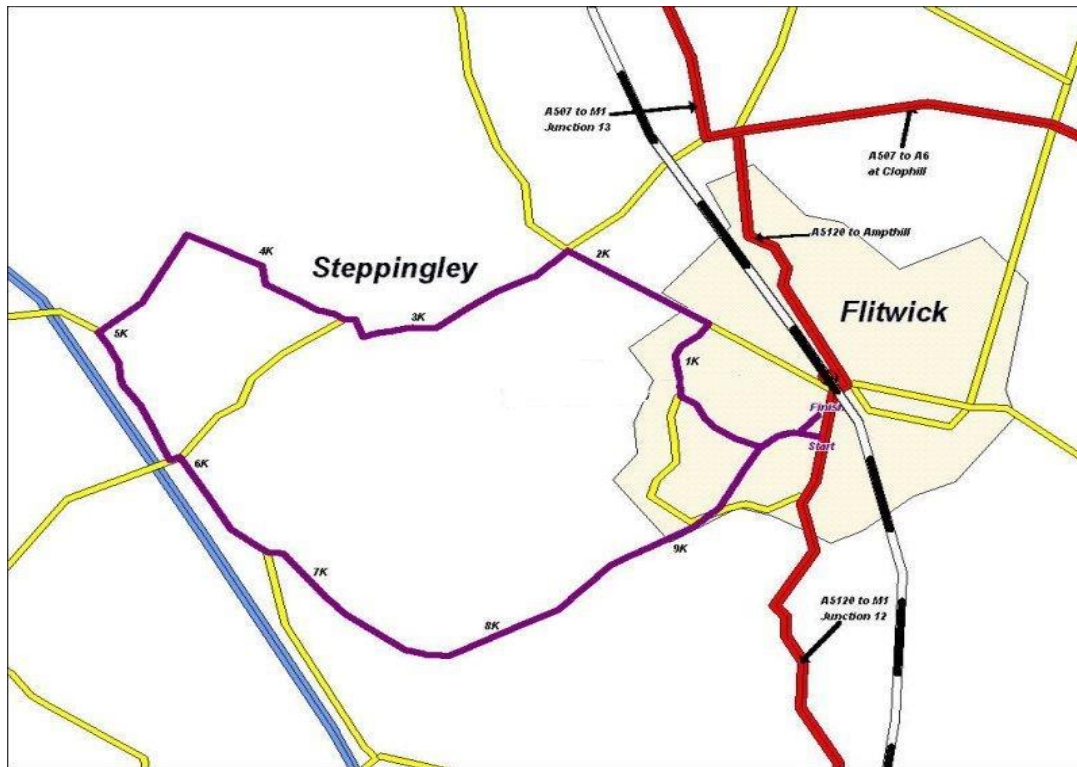 A507 to M1
Junction 13
A507 to A6
at Clophill
A5120 to Ampthill
4K
2K
Steppingley
3K
Flitwick
5K
1K
Finish
Start
6K
9K
7K
A5120 to M1
Junction 12
8K